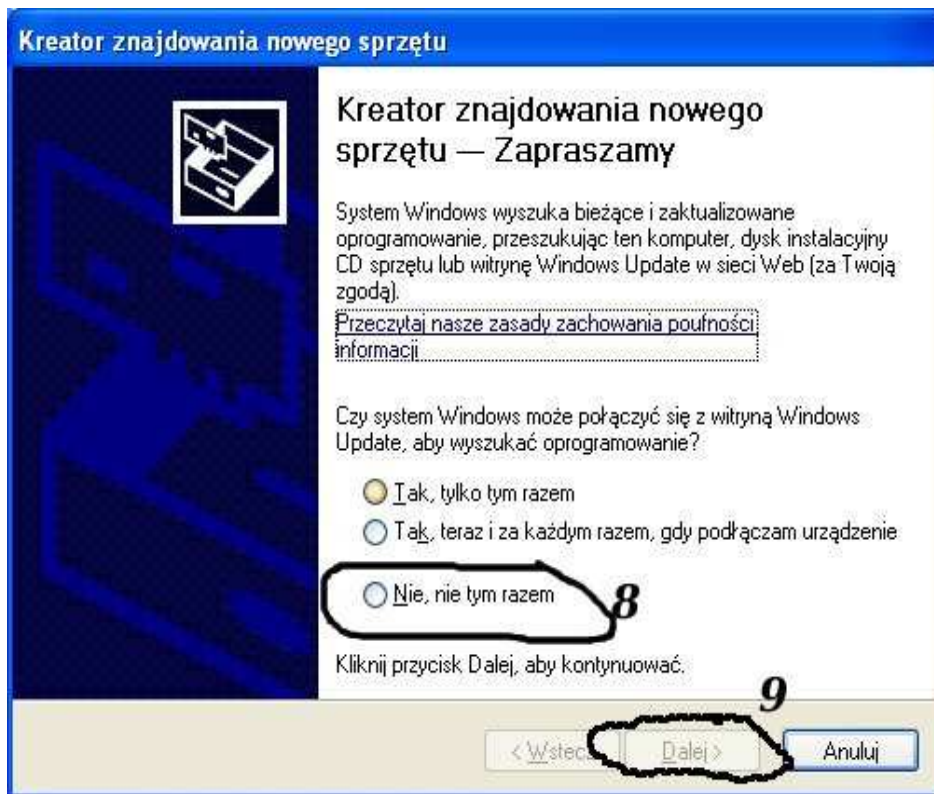 Kreator znajdowania nowego sprzętu
Kreator znajdowania nowego
sprzętu — Zapraszamy
System Windows wyszuka bieżące i zaktualizowane
oprogramowanie, przeszukując ten komputer, dysk instalacyjny
CD sprzętu lub witrynę Windows Update w sieci Web (za Twoją
zgodą).
Przeczytaj nasze zasady zachowania poufności
informacji
Czy system Windows może połączyć się z witryną Windows
Update, aby wyszukać oprogramowanie?
Tak, tylko tym razem
Tak, teraz i za każdym razem, gdy podłączam urządzenie
Nie, nie tym razem 8
Kliknij przycisk Dalej, aby kontynuować.
9
< Wstecz Dalej > Anuluj